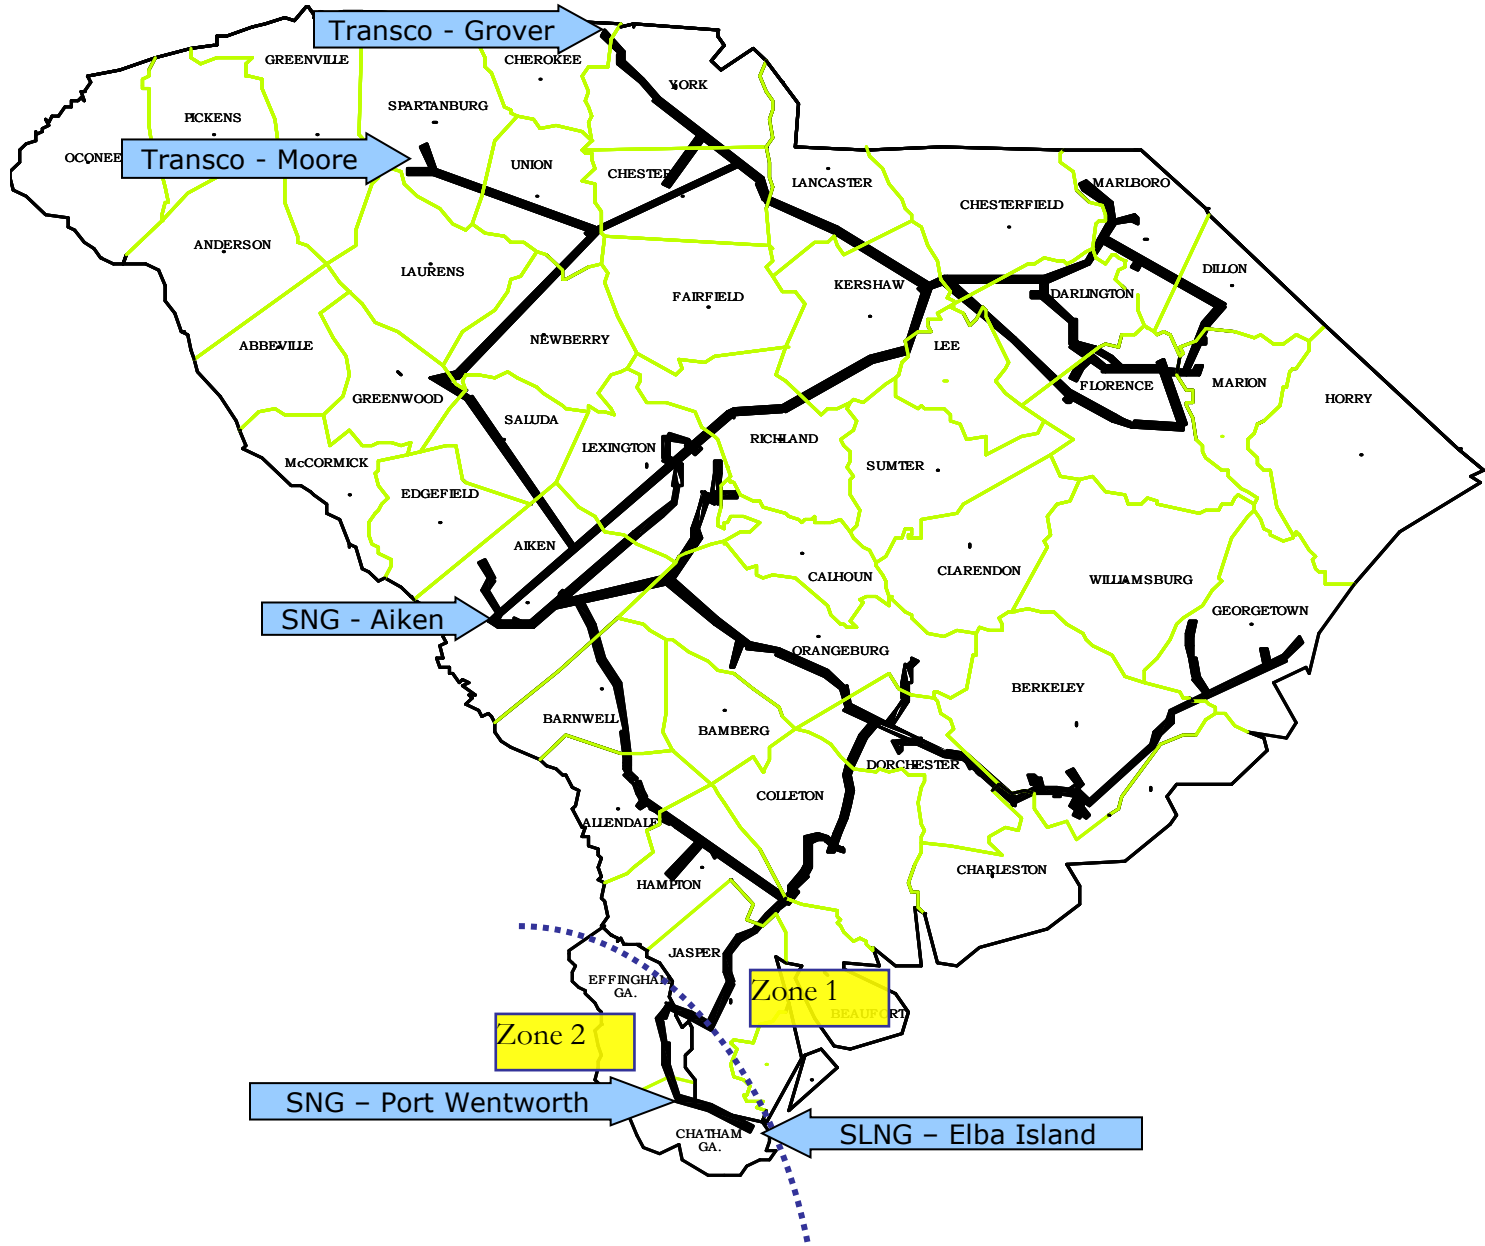 Transco - Grover
GREENVILLE
CHEROKEE
YORK
SPARTANBURG
PICKENS
OCONEE
Transco - Moore
UNION
CHESTER
LANCASTER
MARLBORO
CHESTERFIELD
ANDERSON
LAURENS
DILLON
KERSHAW
DARLINGTON
FAIRFIELD
NEWBERRY
ABBEVILLE
LEE
FLORENCE
MARION
GREENWOOD
HORRY
SALUDA
LEXINGTON
RICHLAND
McCORMICK
SUMTER
EDGEFIELD
AIKEN
CALHOUN
CLARENDON
WILLIAMSBURG
GEORGETOWN
SNG - Aiken
ORANGEBURG
BERKELEY
BARNWELL
BAMBERG
DORCHESTER
COLLETON
ALLENDALE
CHARLESTON
HAMPTON
JASPER
EFFINGHAM
GA.
Zone 1
BEAUFORT
Zone 2
SNG – Port Wentworth
CHATHAM
GA.
SLNG – Elba Island